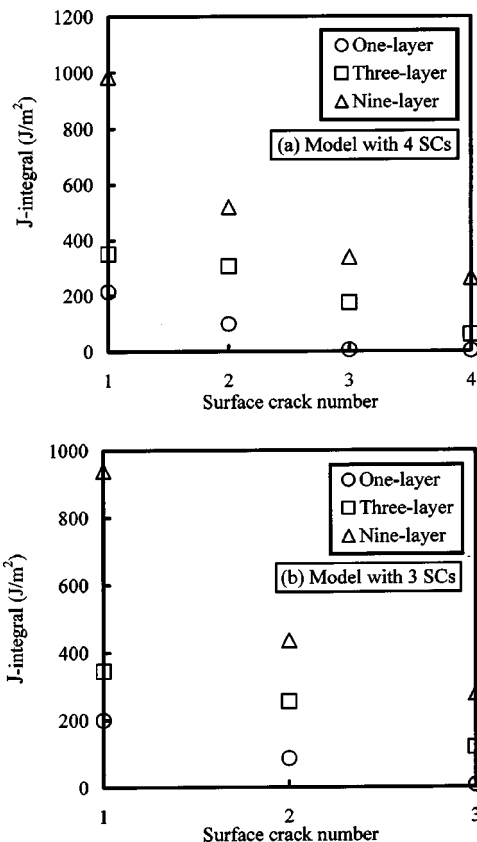 1200
1000
800
600
400
200
0
J-integral (J/m²)
One-layer
Three-layer
Nine-layer
(a) Model with 4 SCs
1 2 3 4
Surface crack number
1000
800
600
400
200
0
J-integral (J/m²)
One-layer
Three-layer
Nine-layer
(b) Model with 3 SCs
1 2 3
Surface crack number